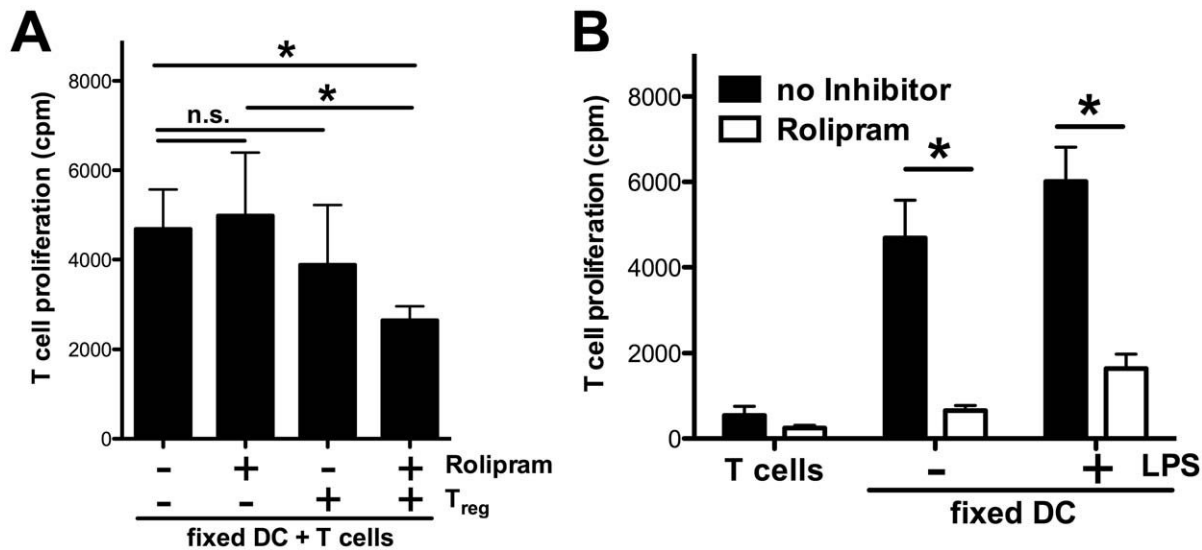 A
T cell proliferation (cpm)
8000
6000
4000
2000
0
*
*
n.s.
- + - + Rolipram
- - + + Treg
fixed DC + T cells
B
T cell proliferation (cpm)
8000
6000
4000
2000
0
no Inhibitor
Rolipram
*
*
T cells - + LPS
fixed DC